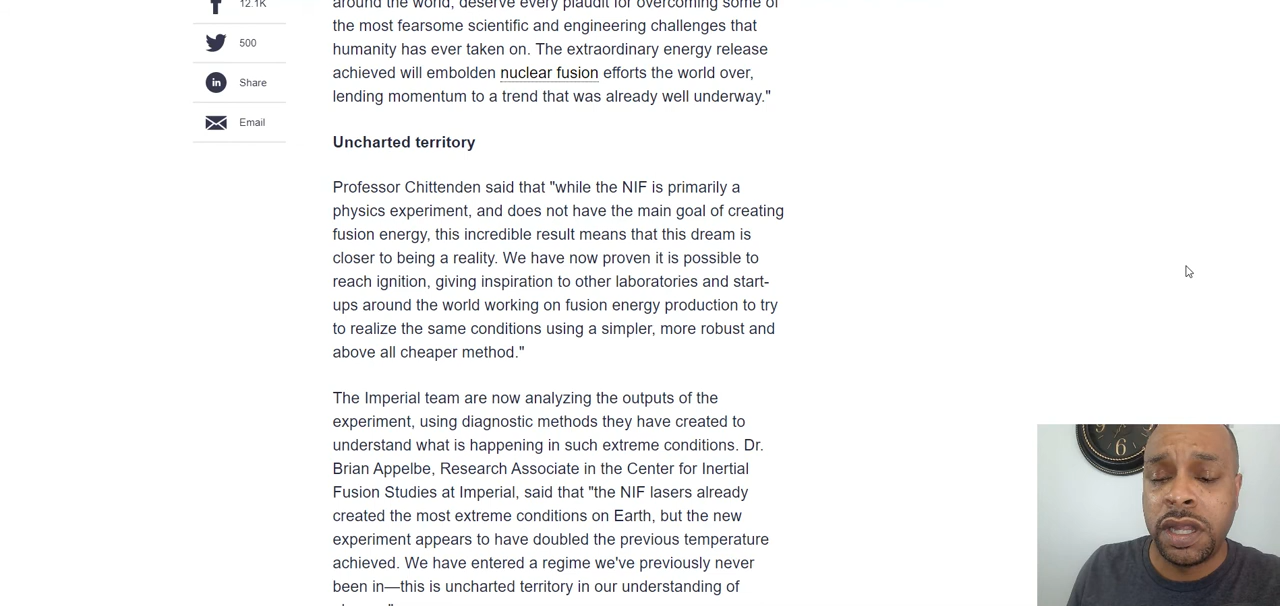 12.1K
500
Share
Email
around the world, deserve every plaudit for overcoming some of
the most fearsome scientific and engineering challenges that
humanity has ever taken on. The extraordinary energy release
achieved will embolden nuclear fusion efforts the world over,
lending momentum to a trend that was already well underway."
Uncharted territory
Professor Chittenden said that "while the NIF is primarily a
physics experiment, and does not have the main goal of creating
fusion energy, this incredible result means that this dream is
closer to being a reality. We have now proven it is possible to
reach ignition, giving inspiration to other laboratories and start-
ups around the world working on fusion energy production to try
to realize the same conditions using a simpler, more robust and
above all cheaper method."
The Imperial team are now analyzing the outputs of the
experiment, using diagnostic methods they have created to
understand what is happening in such extreme conditions. Dr.
Brian Appelbe, Research Associate in the Center for Inertial
Fusion Studies at Imperial, said that "the NIF lasers already
created the most extreme conditions on Earth, but the new
experiment appears to have doubled the previous temperature
achieved. We have entered a regime we've previously never
been in—this is uncharted territory in our understanding of
6